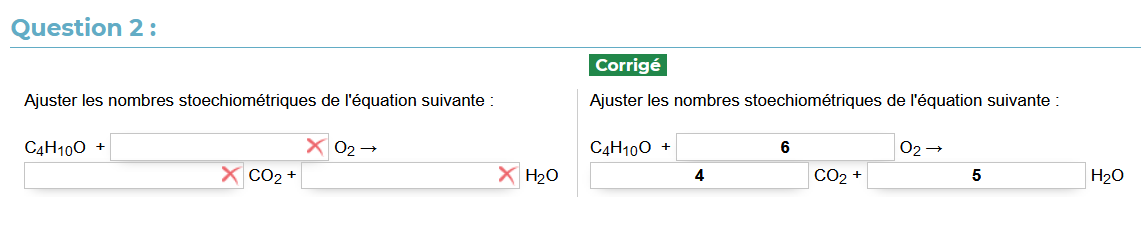 Question 2 :
Corrigé
Ajuster les nombres stoechiométriques de l'équation suivante :
C₄H₁₀O + O₂ →
CO₂ + H₂O
Ajuster les nombres stoechiométriques de l'équation suivante :
C₄H₁₀O + 6 O₂ →
4 CO₂ + 5 H₂O